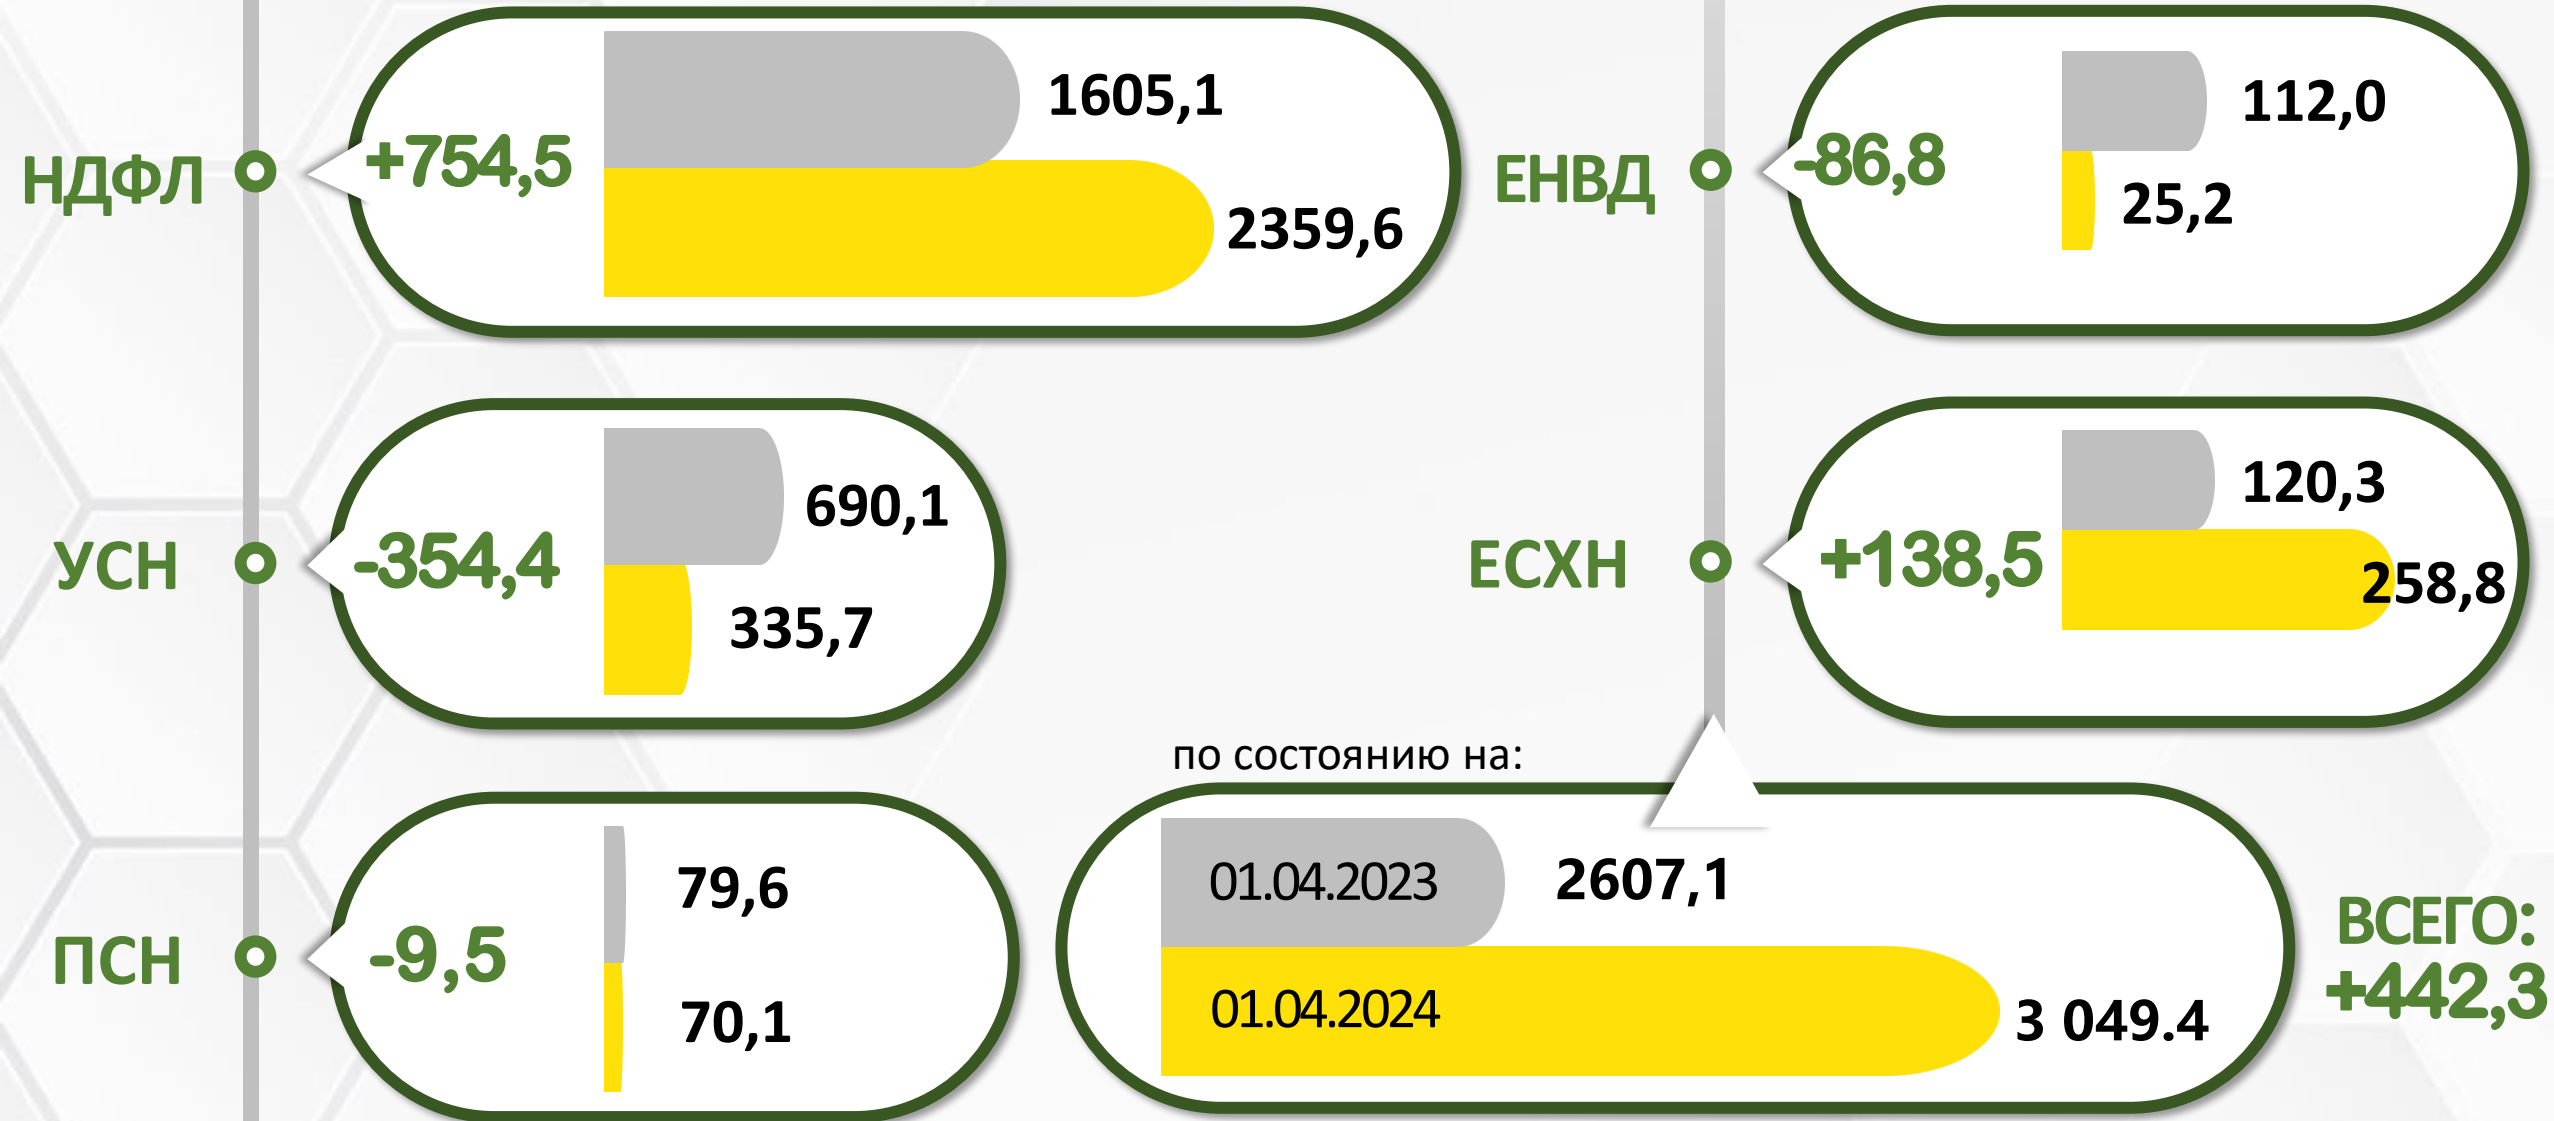 НДФЛ
+754,5
1605,1
2359,6
ЕНВД
-86,8
112,0
25,2
УСН
-354,4
690,1
335,7
ЕСХН
+138,5
120,3
258,8
ПСН
-9,5
79,6
70,1
по состоянию на:
01.04.2023
2607,1
01.04.2024
3 049.4
ВСЕГО:
+442,3